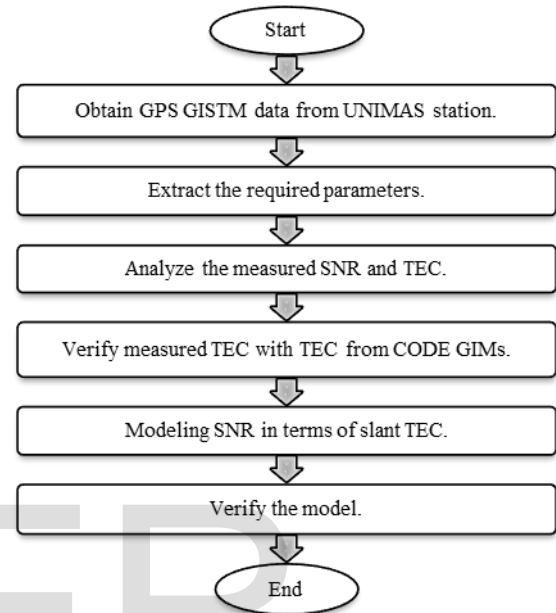 Start
Obtain GPS GISTM data from UNIMAS station.
Extract the required parameters.
Analyze the measured SNR and TEC.
Verify measured TEC with TEC from CODE GIMs.
Modeling SNR in terms of slant TEC.
Verify the model.
End